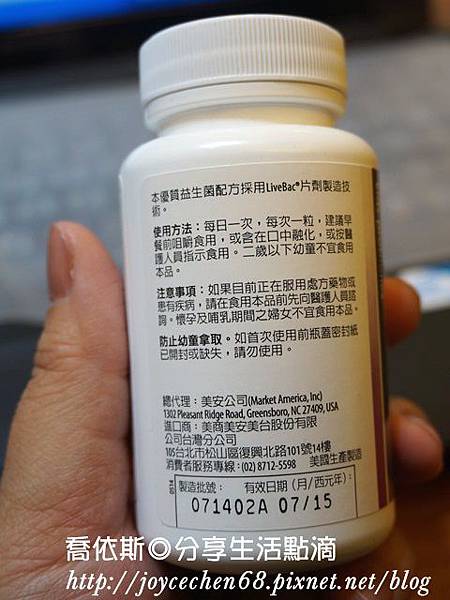 本優質益生菌配方採用LiveBac®片劑製造技
術。
使用方法：每日一次，每次一粒，建議早
餐前咀嚼食用，或含在口中融化，或按醫
護人員指示食用。二歲以下幼童不宜食用
本品。
注意事項：如果目前正在服用處方藥物或
患有疾病，請在食用本品前先向醫護人員諮
詢。懷孕及哺乳期間之婦女不宜食用本品。
防止幼童拿取。如首次使用前瓶蓋密封紙
已開封或缺失，請勿使用。
總代理：美安公司(Market America, Inc)
1302 Pleasant Ridge Road, Greensboro, NC 27409, USA
進口商：美商美安美台股份有限
公司台灣分公司
105台北市松山區復興北路101號14樓
消費者服務專線：(02) 8712-5598 美國生產製造
製造批號： 有效日期（月/西元年）：
071402A 07/15
喬依斯◎分享生活點滴
http://joycechen68.pixnet.net/blog